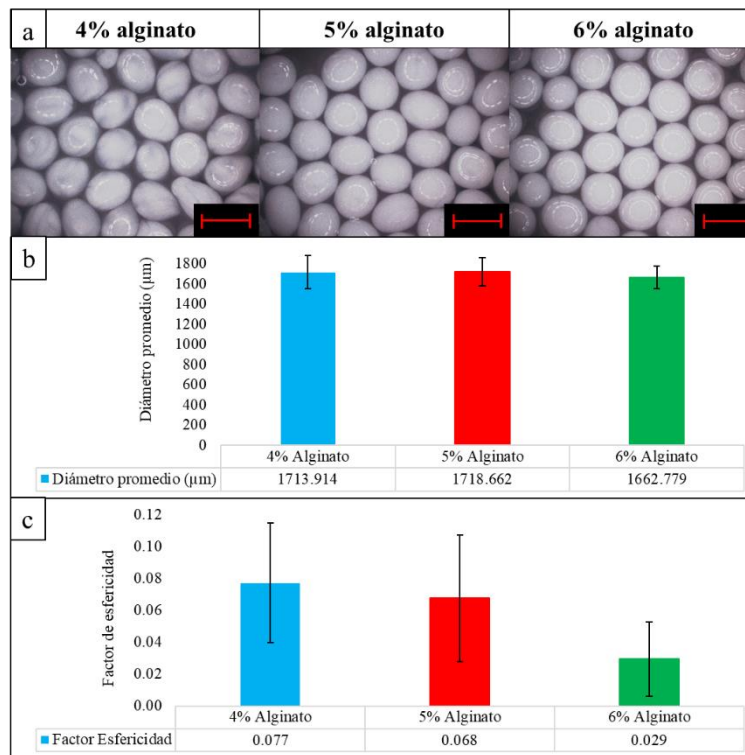 a
4% alginato
5% alginato
6% alginato
b
Diámetro promedio (µm)
1800
1600
1400
1200
1000
800
600
400
200
0
4% Alginato
5% Alginato
6% Alginato
Diámetro promedio (µm)
1713.914
1718.662
1662.779
c
Factor de esfericidad
0.12
0.10
0.08
0.06
0.04
0.02
0.00
4% Alginato
5% Alginato
6% Alginato
Factor Esfericidad
0.077
0.068
0.029